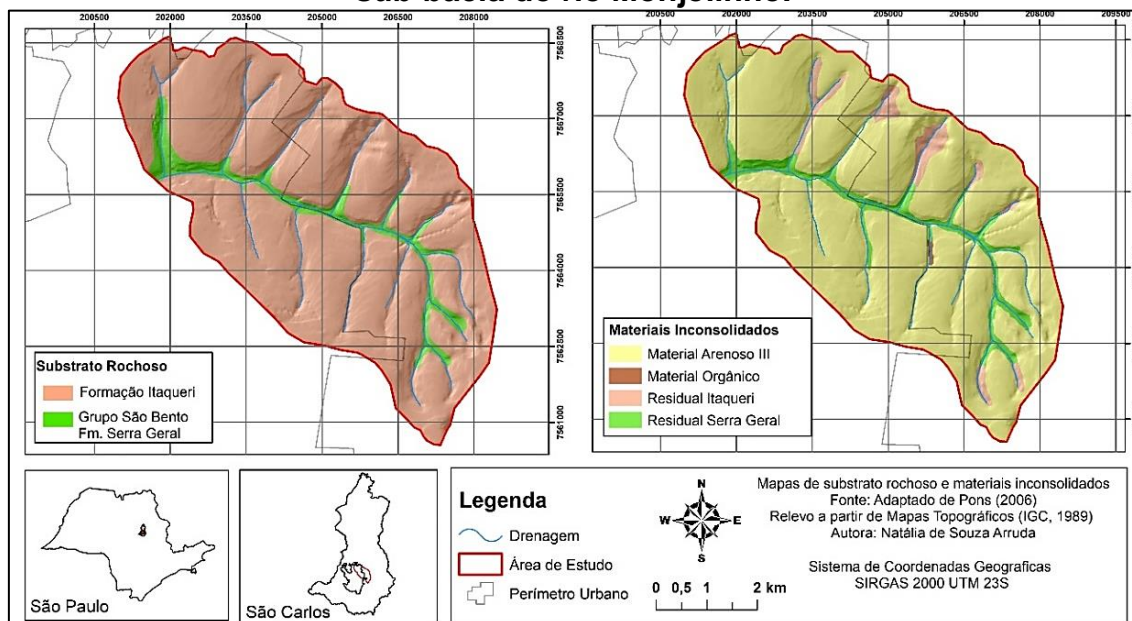 Sub-bacia do Rio Monjolinho.
200500 202000 203500 205000 206500 208000
200500 202000 203500 205000 206500 208000 209500
7568500
7567000
7565500
7564000
7562500
7561000
Substrato Rochoso
Formação Itaqueri
Grupo São Bento
Fm. Serra Geral
Materiais Inconsolidados
Material Arenoso III
Material Orgânico
Residual Itaqueri
Residual Serra Geral
São Paulo
São Carlos
Legenda
Drenagem
Área de Estudo
Perímetro Urbano
N
W E
S
0 0,5 1 2 km
Mapas de substrato rochoso e materiais inconsolidados
Fonte: Adaptado de Pons (2006)
Relevo a partir de Mapas Topográficos (IGC, 1989)
Autora: Natália de Souza Arruda
Sistema de Coordenadas Geograficas
SIRGAS 2000 UTM 23S